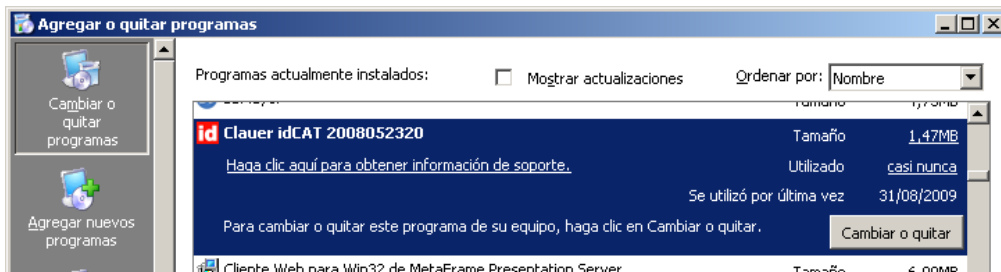 Agregar o quitar programas
Cambiar o
quitar
programas
Agregar nuevos
programas
Programas actualmente instalados:
Mostrar actualizaciones
Ordenar por: Nombre
Clauer idCAT 2008052320
Tamaño 1,47MB
Haga clic aquí para obtener información de soporte.
Utilizado casi nunca
Se utilizó por última vez 31/08/2009
Para cambiar o quitar este programa de su equipo, haga clic en Cambiar o quitar.
Cambiar o quitar
Cliente Web para Win32 de MetaFrame Presentation Server
Tamaño